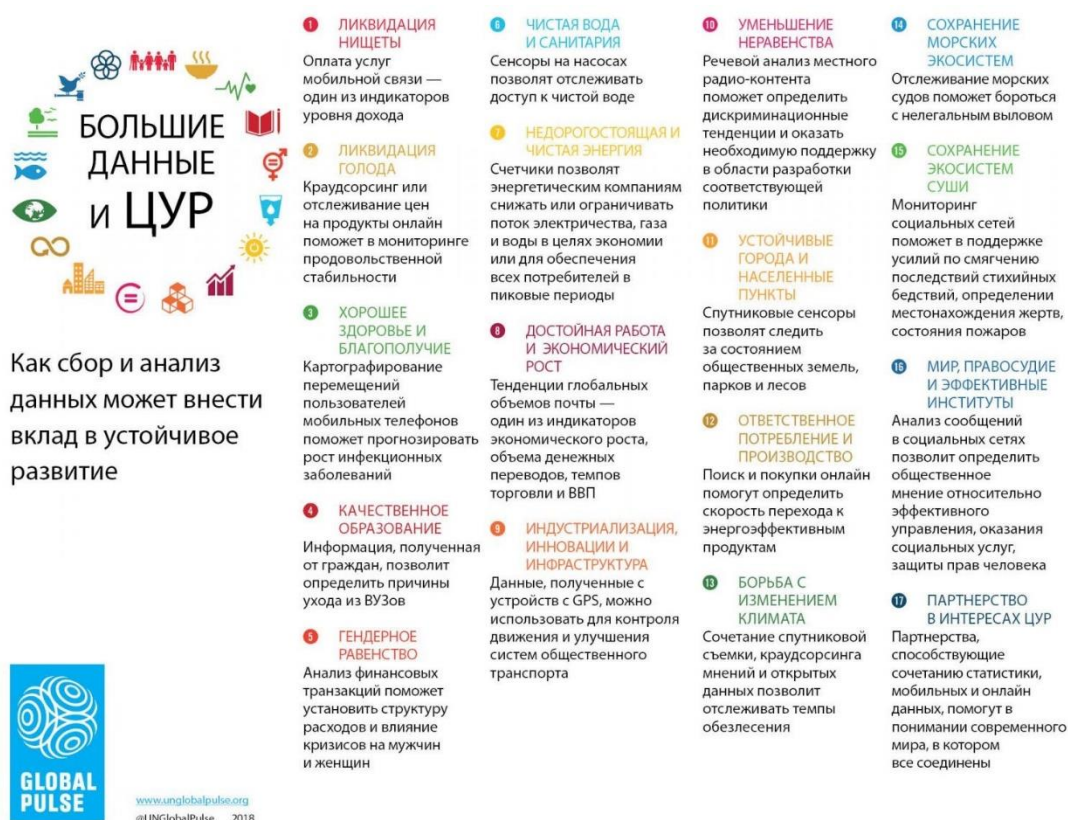 БОЛЬШИЕ
ДАННЫЕ
И ЦУР
Как сбор и анализ
данных может внести
вклад в устойчивое
развитие
GLOBAL
PULSE
www.unglobalpulse.org
@UNGlobalPulse 2018
1 ЛИКВИДАЦИЯ
НИЩЕТЫ
Оплата услуг
мобильной связи —
один из индикаторов
уровня дохода
2 ЛИКВИДАЦИЯ
ГОЛОДА
Краудсорсинг или
отслеживание цен
на продукты онлайн
поможет в мониторинге
продовольственной
стабильности
3 ХОРОШЕЕ
ЗДОРОВЬЕ И
БЛАГОПОЛУЧИЕ
Картографирование
перемещений
пользователей
мобильных телефонов
поможет прогнозировать
рост инфекционных
заболеваний
4 КАЧЕСТВЕННОЕ
ОБРАЗОВАНИЕ
Информация, полученная
от граждан, позволит
определить причины
ухода из ВУЗов
5 ГЕНДЕРНОЕ
РАВЕНСТВО
Анализ финансовых
транзакций поможет
установить структуру
расходов и влияние
кризисов на мужчин
и женщин
6 ЧИСТАЯ ВОДА
И САНИТАРИЯ
Сенсоры на насосах
позволят отслеживать
доступ к чистой воде
7 НЕДОРОГОСТОЯЩАЯ И
ЧИСТАЯ ЭНЕРГИЯ
Счетчики позволят
энергетическим компаниям
снижать или ограничивать
поток электричества, газа
и воды в целях экономии
или для обеспечения
всех потребителей в
пиковые периоды
8 ДОСТОЙНАЯ РАБОТА
И ЭКОНОМИЧЕСКИЙ
РОСТ
Тенденции глобальных
объемов почты —
один из индикаторов
экономического роста,
объема денежных
переводов, темпов
торговли и ВВП
9 ИНДУСТРИАЛИЗАЦИЯ,
ИННОВАЦИИ И
ИНФРАСТРУКТУРА
Данные, полученные с
устройств с GPS, можно
использовать для контроля
движения и улучшения
систем общественного
транспорта
10 УМЕНЬШЕНИЕ
НЕРАВЕНСТВА
Речевой анализ местного
радио-контента
поможет определить
дискриминационные
тенденции и оказать
необходимую поддержку
в области разработки
соответствующей
политики
11 УСТОЙЧИВЫЕ
ГОРОДА И
НАСЕЛЕННЫЕ
ПУНКТЫ
Спутниковые сенсоры
позволят следить
за состоянием
общественных земель,
парков и лесов
12 ОТВЕТСТВЕННОЕ
ПОТРЕБЛЕНИЕ И
ПРОИЗВОДСТВО
Поиск и покупки онлайн
помогут определить
скорость перехода к
энергоэффективным
продуктам
13 БОРЬБА С
ИЗМЕНЕНИЕМ
КЛИМАТА
Сочетание спутниковой
съемки, краудсорсинга
мнений и открытых
данных позволит
отслеживать темпы
обезлесения
14 СОХРАНЕНИЕ
МОРСКИХ
ЭКОСИСТЕМ
Отслеживание морских
судов поможет бороться
с нелегальным выловом
15 СОХРАНЕНИЕ
ЭКОСИСТЕМ
СУШИ
Мониторинг
социальных сетей
поможет в поддержке
усилий по смягчению
последствий стихийных
бедствий, определении
местонахождения жертв,
состояния пожаров
16 МИР, ПРАВОСУДИЕ
И ЭФФЕКТИВНЫЕ
ИНСТИТУТЫ
Анализ сообщений
в социальных сетях
позволит определить
общественное
мнение относительно
эффективного
управления, оказания
социальных услуг,
защиты прав человека
17 ПАРТНЕРСТВО
В ИНТЕРЕСАХ ЦУР
Партнерства,
способствующие
сочетанию статистики,
мобильных и онлайн
данных, помогут в
понимании современного
мира, в котором
все соединены